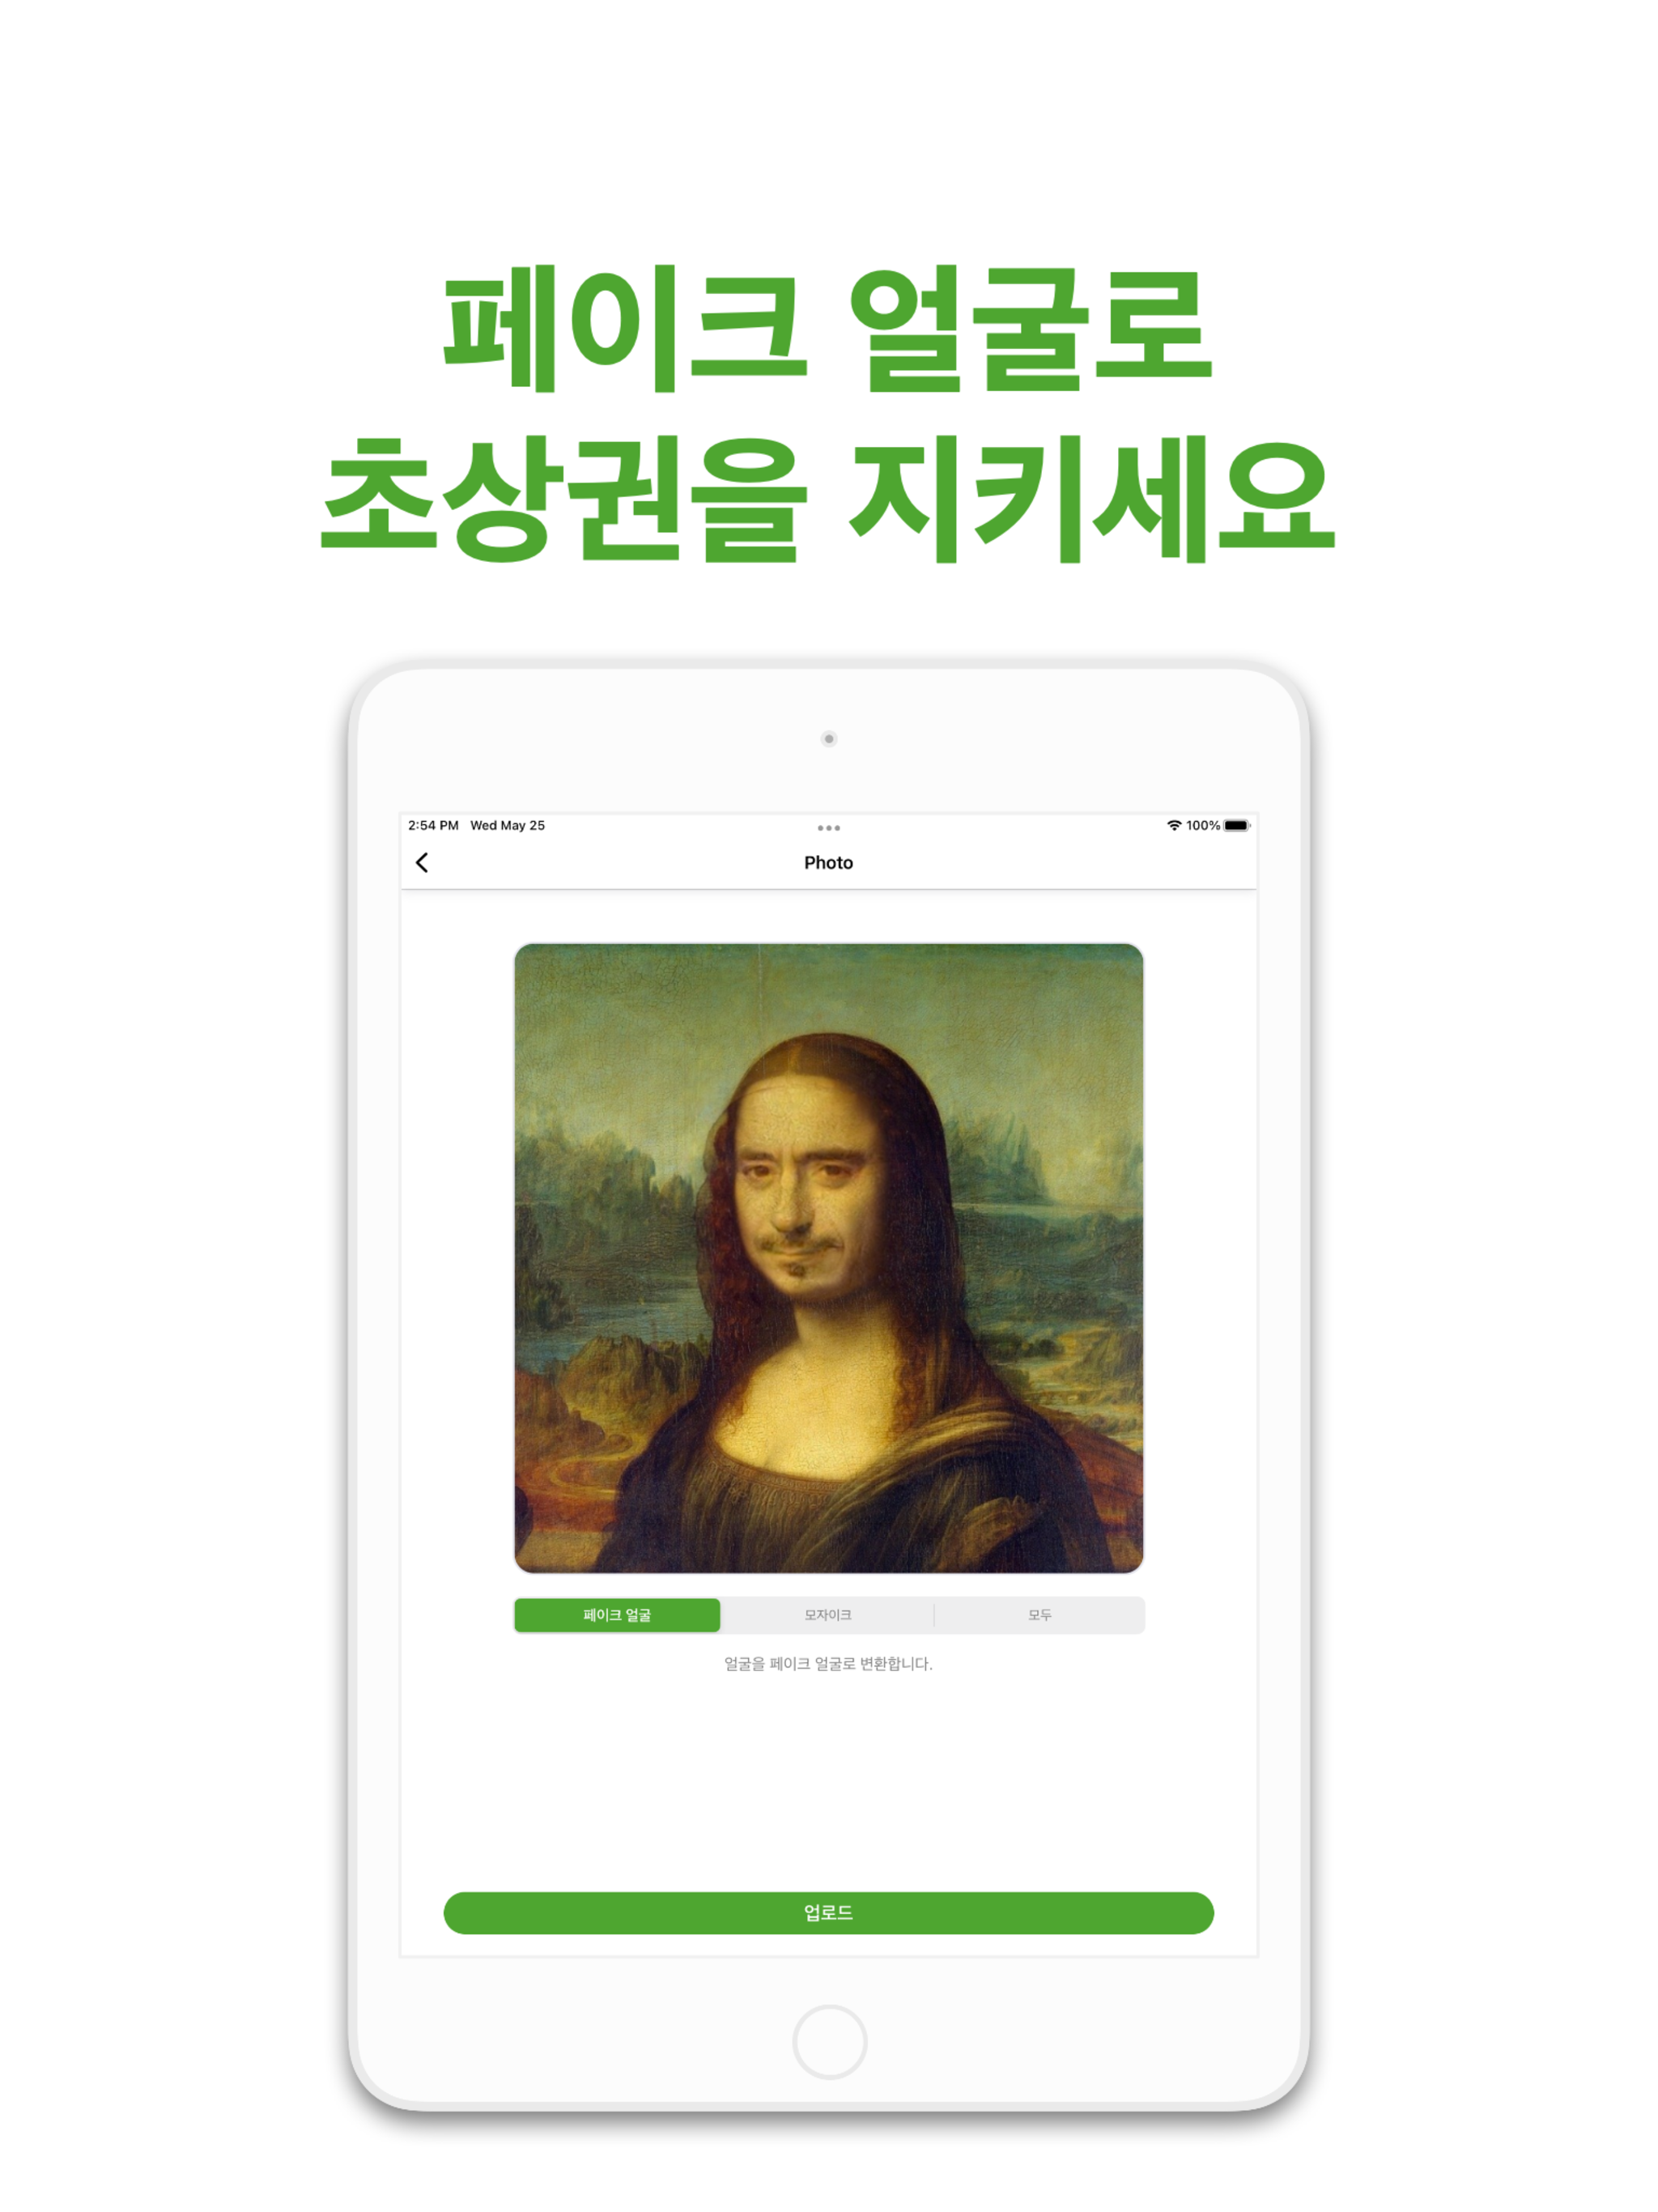 페이크 얼굴로
초상권을 지키세요
2:54 PM Wed May 25
100%
Photo
페이크 얼굴 모자이크 모두
얼굴을 페이크 얼굴로 변환합니다.
업로드